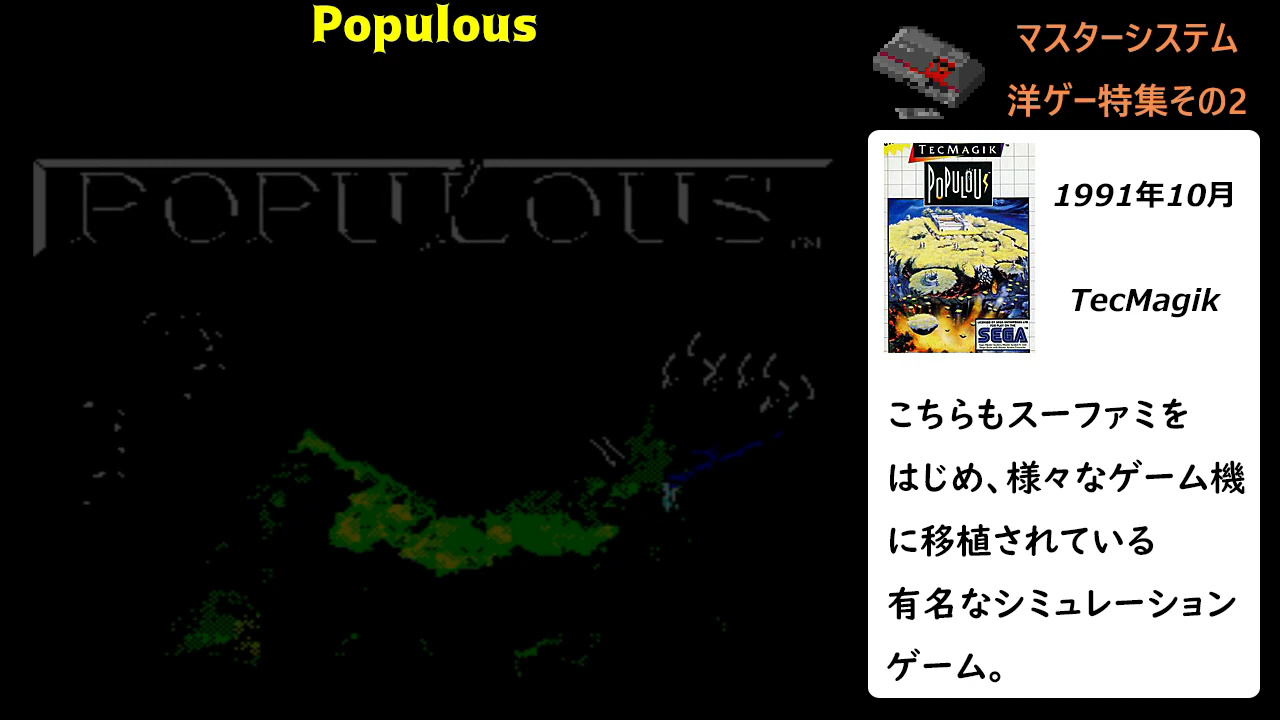 Populous
マスターシステム
洋ゲー特集その2
POPULOUS
TM
TECMAGIK
POPULOUS
SEGA
1991年10月
TecMagik
こちらもスーファミを
はじめ、様々なゲーム機
に移植されている
有名なシミュレーション
ゲーム。